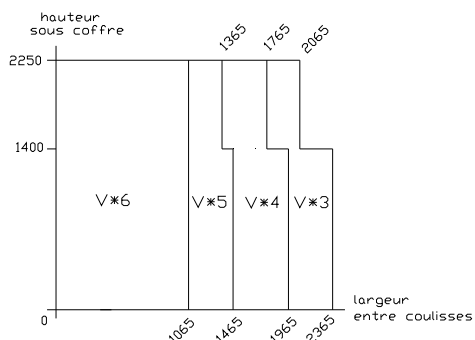 hauteur
sous coffre
1365
1765
2065
2250
1400
V*6
V*5
V*4
V*3
largeur
entre coulisses
0
1065
1465
1965
2365